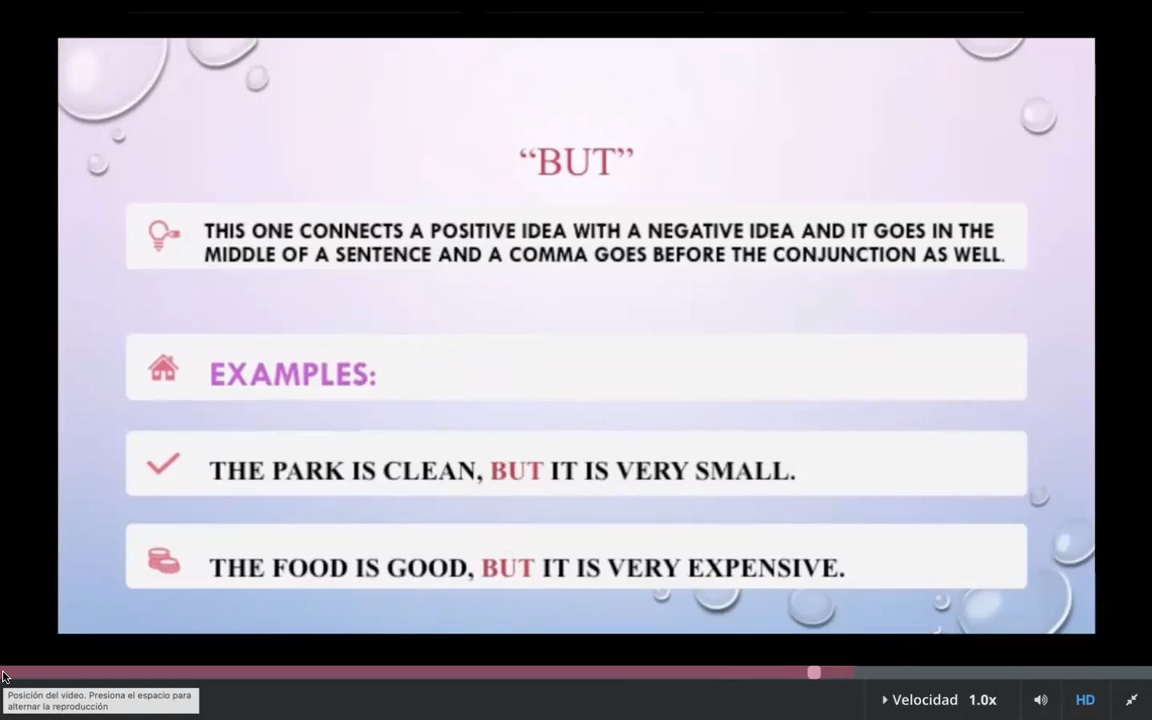 “BUT”
THIS ONE CONNECTS A POSITIVE IDEA WITH A NEGATIVE IDEA AND IT GOES IN THE
MIDDLE OF A SENTENCE AND A COMMA GOES BEFORE THE CONJUNCTION AS WELL.
EXAMPLES:
THE PARK IS CLEAN, BUT IT IS VERY SMALL.
THE FOOD IS GOOD, BUT IT IS VERY EXPENSIVE.
Posición del video. Presiona el espacio para
alternar la reproducción
Velocidad 1.0x HD